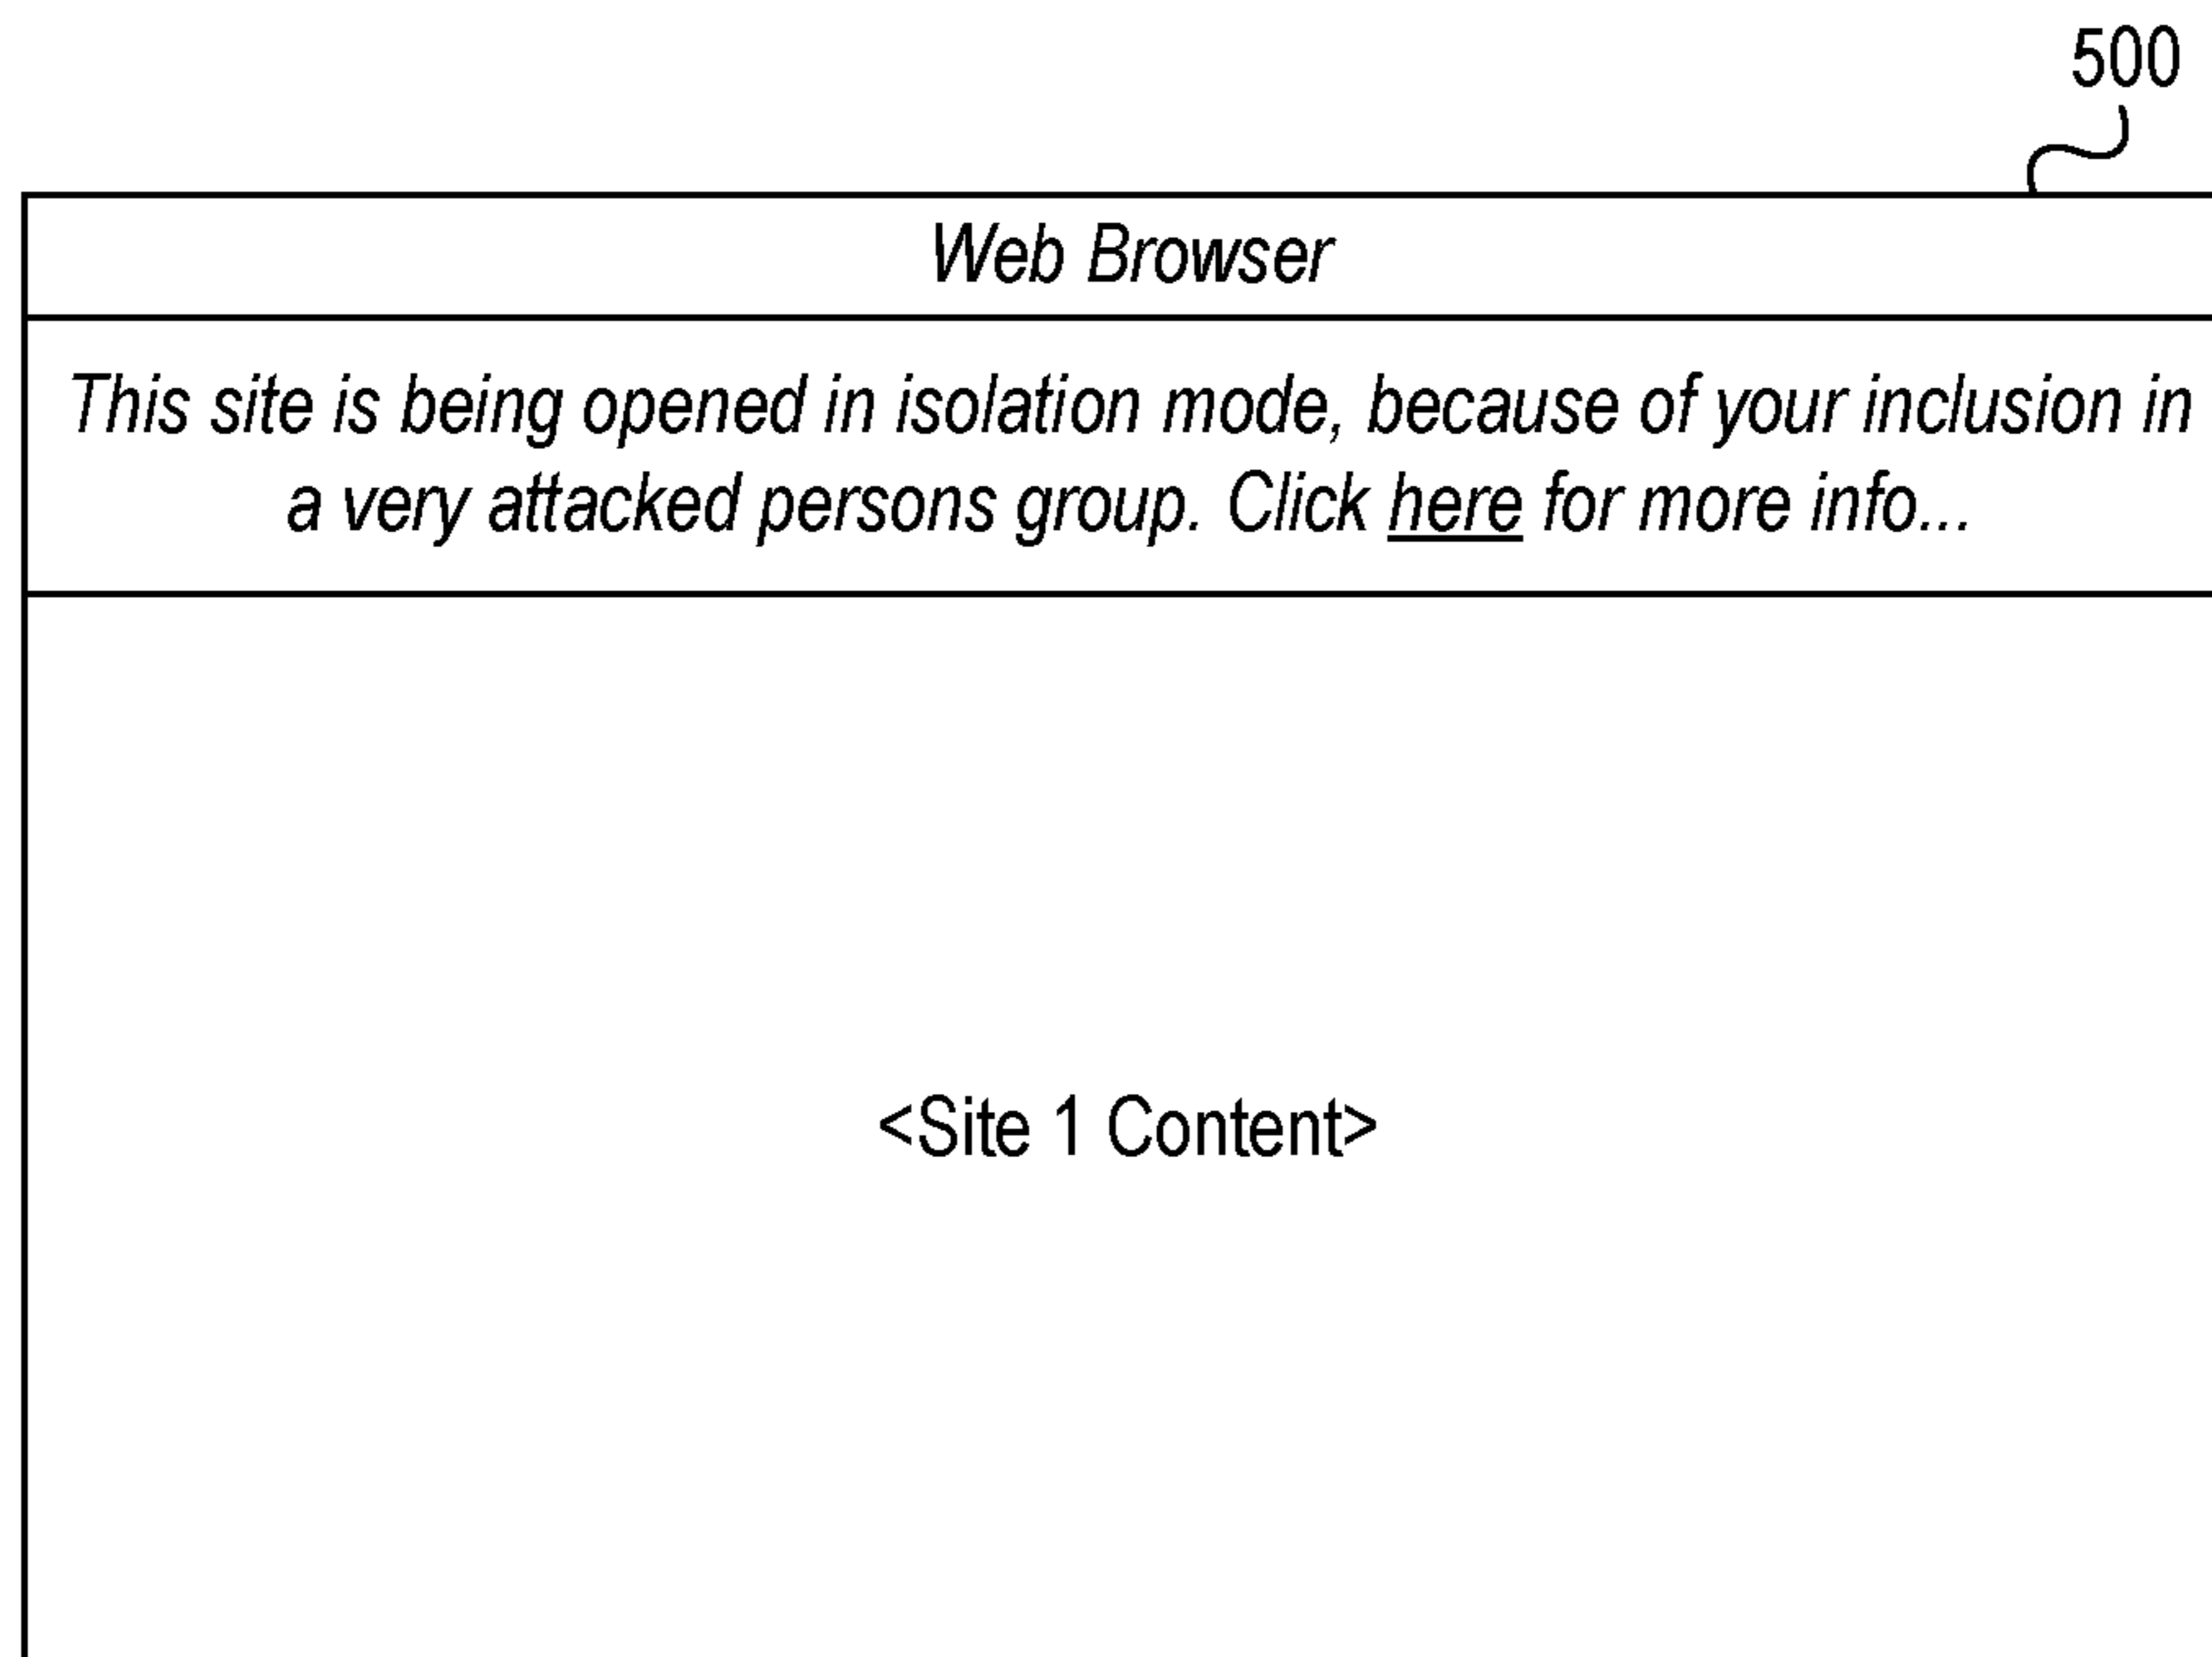 500
Web Browser
This site is being opened in isolation mode, because of your inclusion in
a very attacked persons group. Click here for more info...
<Site 1 Content>